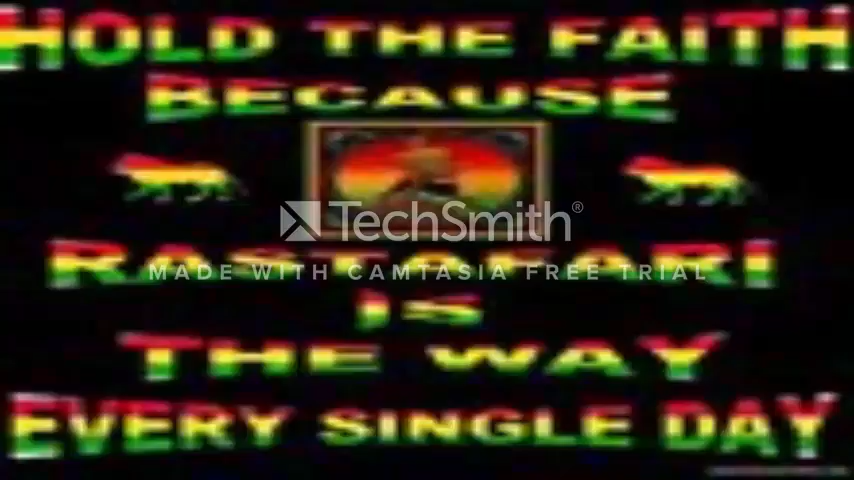 HOLD THE FAITH
BECAUSE
TechSmith®
RASTAFARI
MADE WITH CAMTASIA FREE TRIAL
IS
THE WAY
EVERY SINGLE DAY